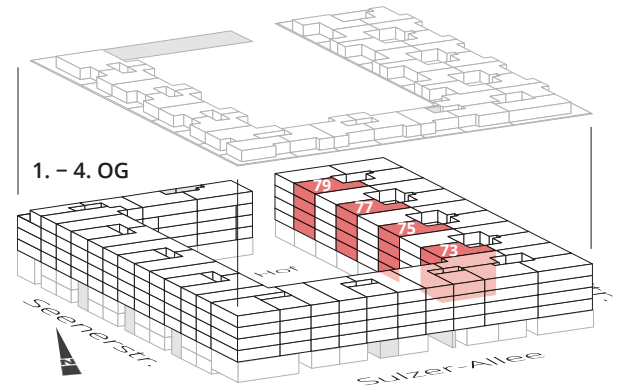 1. – 4. OG
79
77
75
73
Hof
Seenerstr.
Sulzer-Allee
N